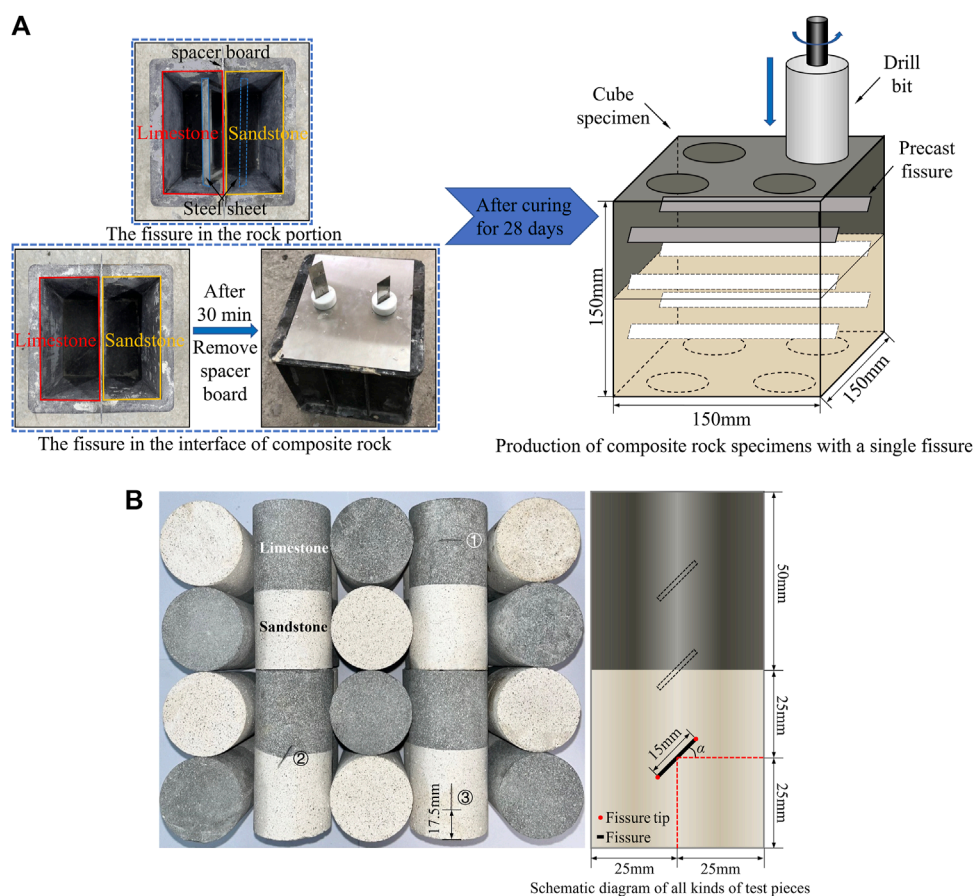 A
spacer board
Limestone
Sandstone
Steel sheet
The fissure in the rock portion
Limestone
Sandstone
After
30 min
Remove
spacer
board
The fissure in the interface of composite rock
After curing
for 28 days
Cube
specimen
Drill
bit
Precast
fissure
150mm
150mm
150mm
Production of composite rock specimens with a single fissure
B
Limestone
Sandstone
①
②
③
17.5mm
50mm
25mm
25mm
15mm
α
Fissure tip
Fissure
25mm
25mm
Schematic diagram of all kinds of test pieces